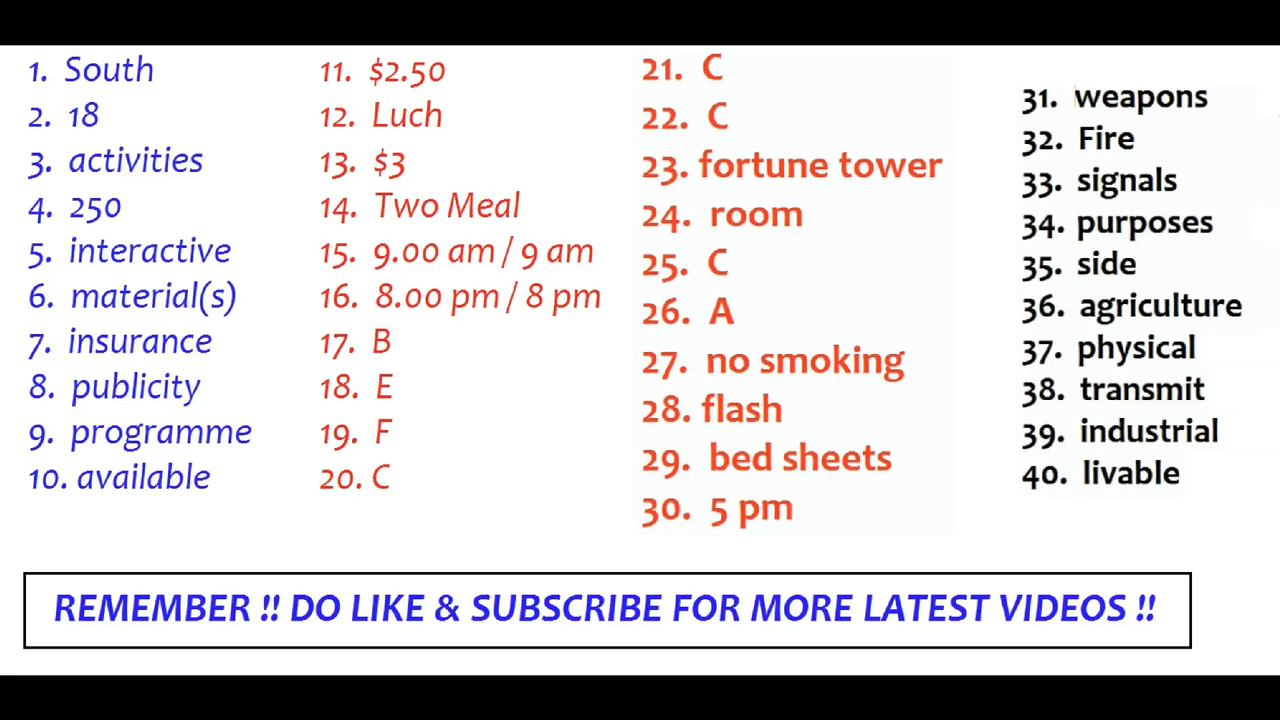 1. South
2. 18
3. activities
4. 250
5. interactive
6. material(s)
7. insurance
8. publicity
9. programme
10. available
11. $2.50
12. Luch
13. $3
14. Two Meal
15. 9.00 am / 9 am
16. 8.00 pm / 8 pm
17. B
18. E
19. F
20. C
21. C
22. C
23. fortune tower
24. room
25. C
26. A
27. no smoking
28. flash
29. bed sheets
30. 5 pm
31. weapons
32. Fire
33. signals
34. purposes
35. side
36. agriculture
37. physical
38. transmit
39. industrial
40. livable
REMEMBER !! DO LIKE & SUBSCRIBE FOR MORE LATEST VIDEOS !!